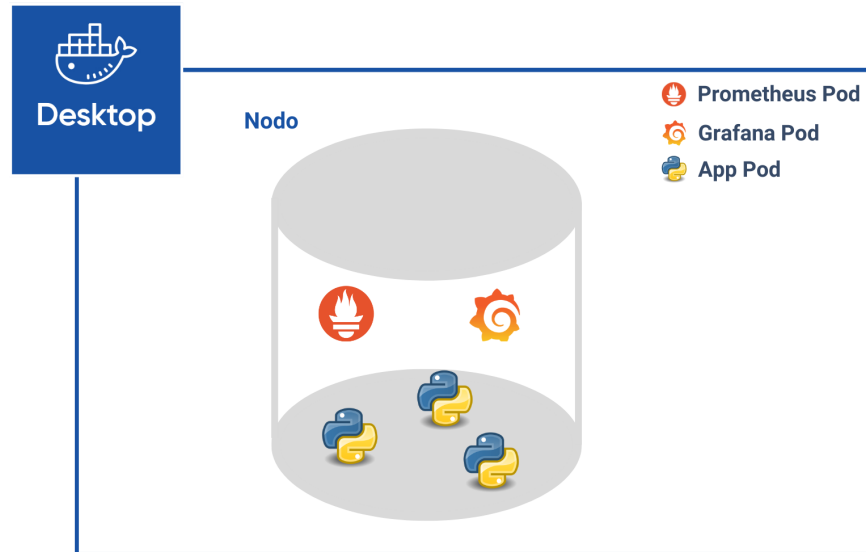 Desktop
Nodo
Prometheus Pod
Grafana Pod
App Pod